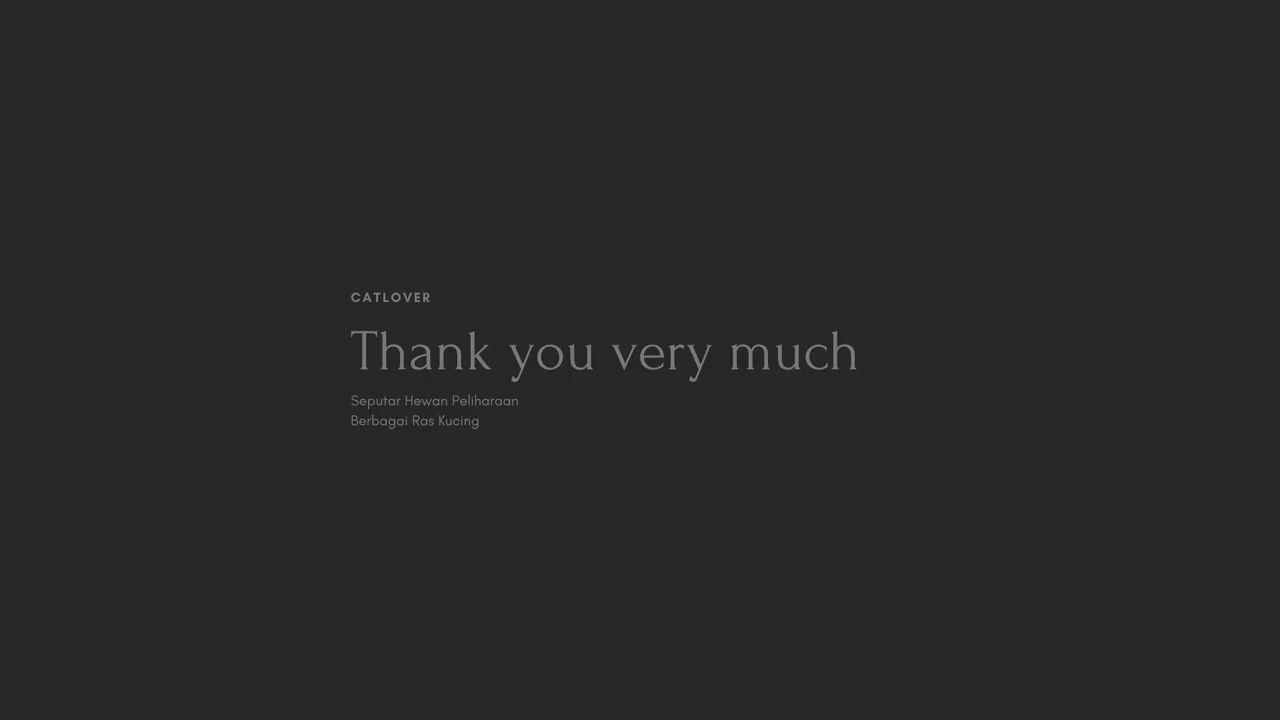 CATLOVER
Thank you very much
Seputar Hewan Peliharaan
Berbagai Ras Kucing